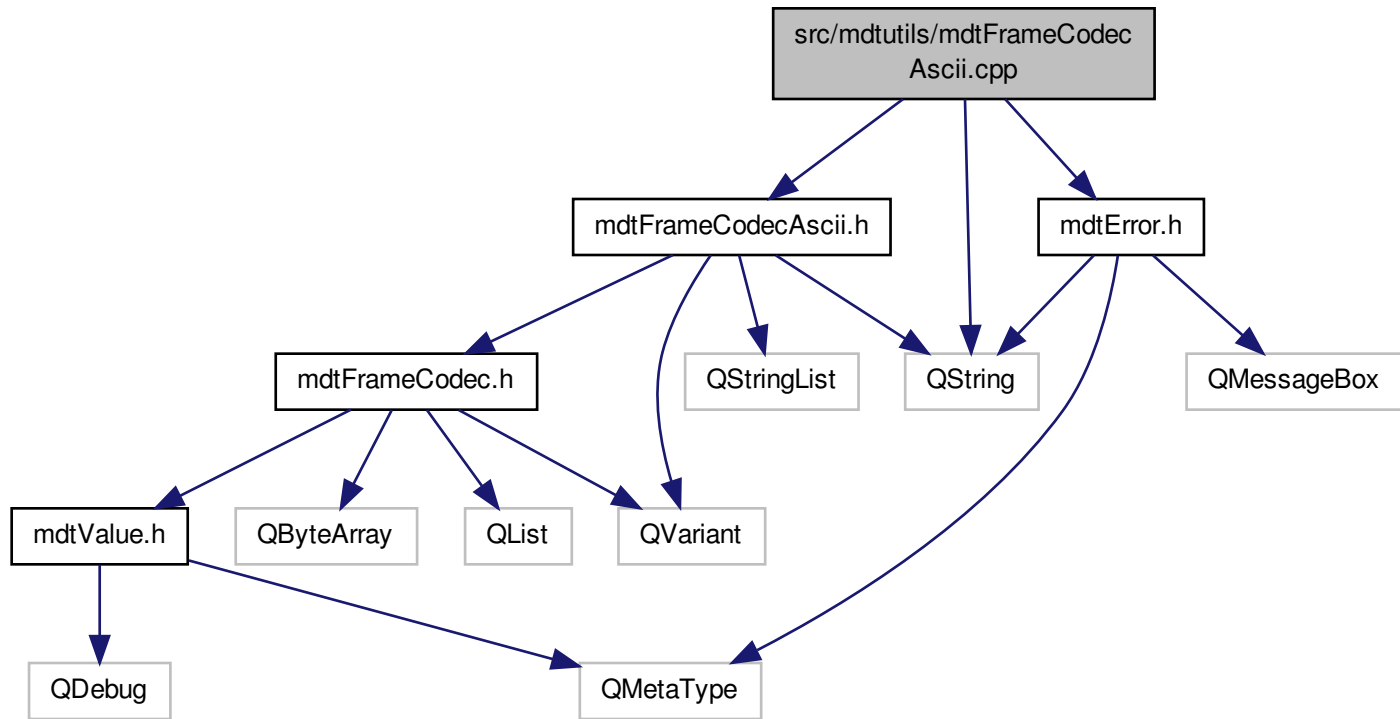 src/mdtutils/mdtFrameCodec
Ascii.cpp
mdtFrameCodecAscii.h
mdtError.h
mdtFrameCodec.h
QStringList
QString
QMessageBox
mdtValue.h
QByteArray
QList
QVariant
QDebug
QMetaType